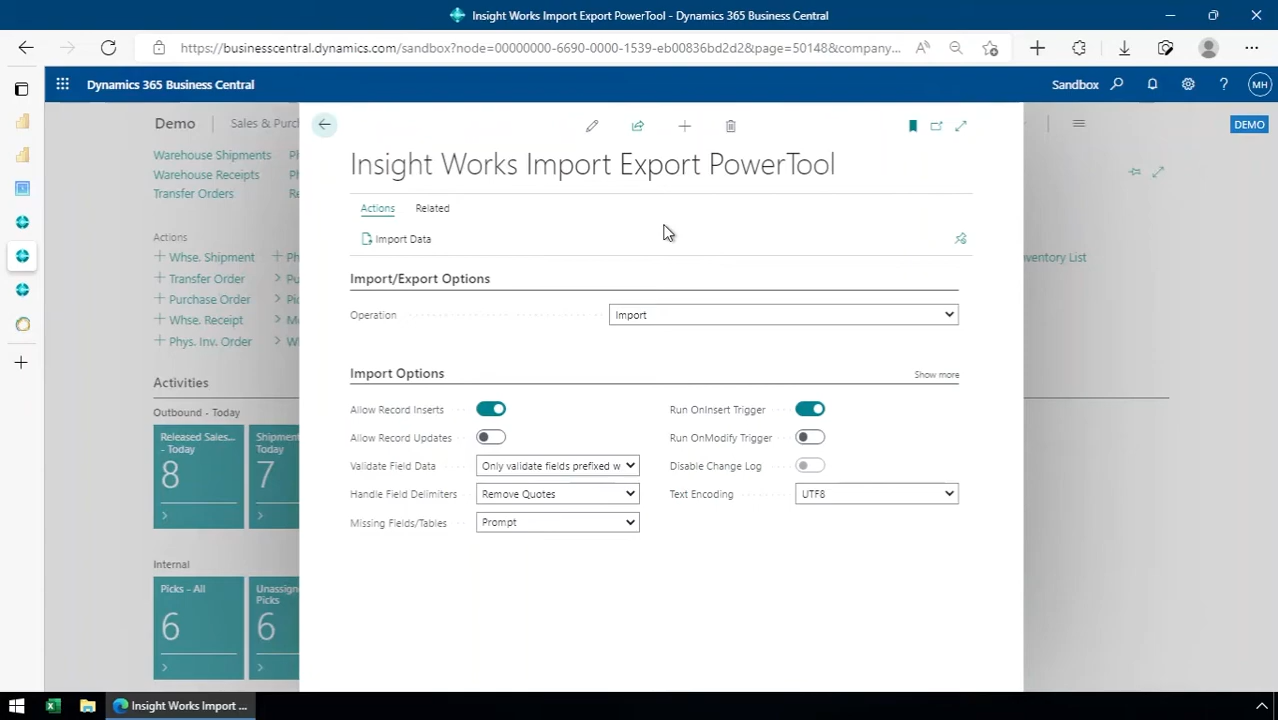 Insight Works Import Export PowerTool - Dynamics 365 Business Central
https://businesscentral.dynamics.com/sandbox?node=00000000-6690-0000-1539-eb00836bd2d2&page=50148&company...
Dynamics 365 Business Central
Sandbox
?
MH
Demo
Sales & Purch
DEMO
Insight Works Import Export PowerTool
Warehouse Shipments
Warehouse Receipts
Transfer Orders
Actions
Related
Import Data
Actions
Whse. Shipment
Transfer Order
Purchase Order
Whse. Receipt
Phys. Inv. Order
ventory List
Import/Export Options
Operation
Import
Import Options
Show more
Allow Record Inserts
Run OnInsert Trigger
Allow Record Updates
Run OnModify Trigger
Validate Field Data
Only validate fields prefixed w
Disable Change Log
Handle Field Delimiters
Remove Quotes
Text Encoding
UTF8
Missing Fields/Tables
Prompt
Activities
Outbound - Today
Released Sales...
- Today
8
Shipment
Today
7
Internal
Picks - All
6
Unassign
Picks
6
Insight Works Import ...